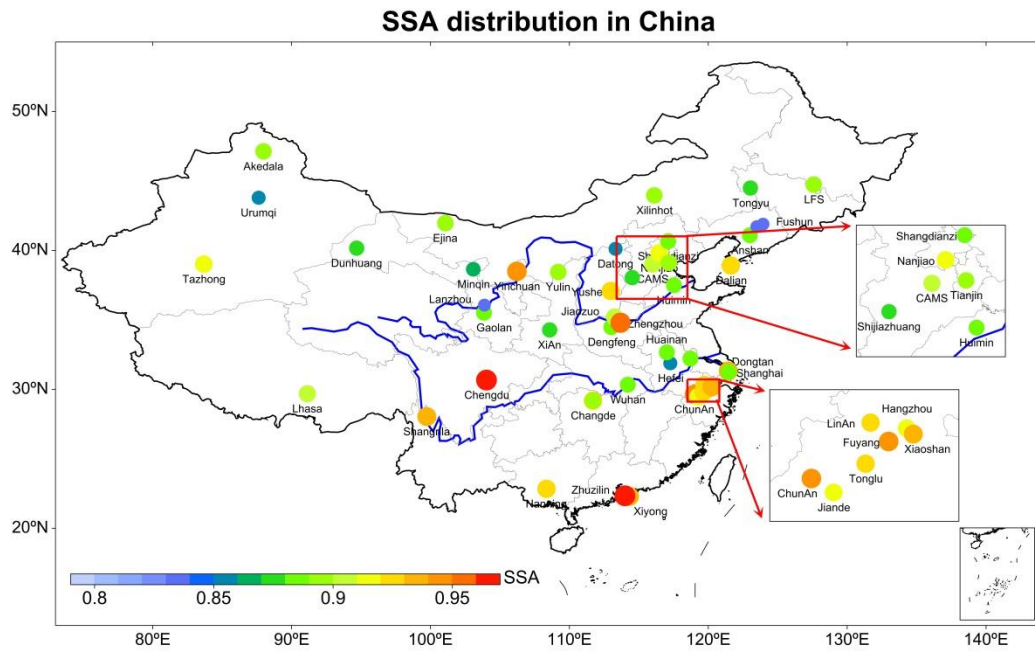 SSA distribution in China
50ºN
40ºN
30ºN
20ºN
80ºE
90ºE
100ºE
110ºE
120ºE
130ºE
140ºE
Akedala
Urumqi
Tazhong
Dunhuang
Ejina
Minqin
Yinchuan
Lanzhou
Gaolan
Yulin
XiAn
Lhasa
Chengdu
Shangrila
Xilinhot
Tongyu
LFS
Fushun
Anshan
Dalian
Datong
Shangdianzi
CAMS
Yushe
Huimin
Jiaozuo
Zhengzhou
Dengfeng
Huainan
Hefei
Dongtan
Shanghai
Wuhan
Changde
ChunAn
Nanning
Zhuzilin
Xiyong
Shangdianzi
Nanjiao
CAMS
Tianjin
Shijiazhuang
Huimin
Hangzhou
LinAn
Fuyang
Xiaoshan
Tonglu
ChunAn
Jiande
SSA
0.8
0.85
0.9
0.95